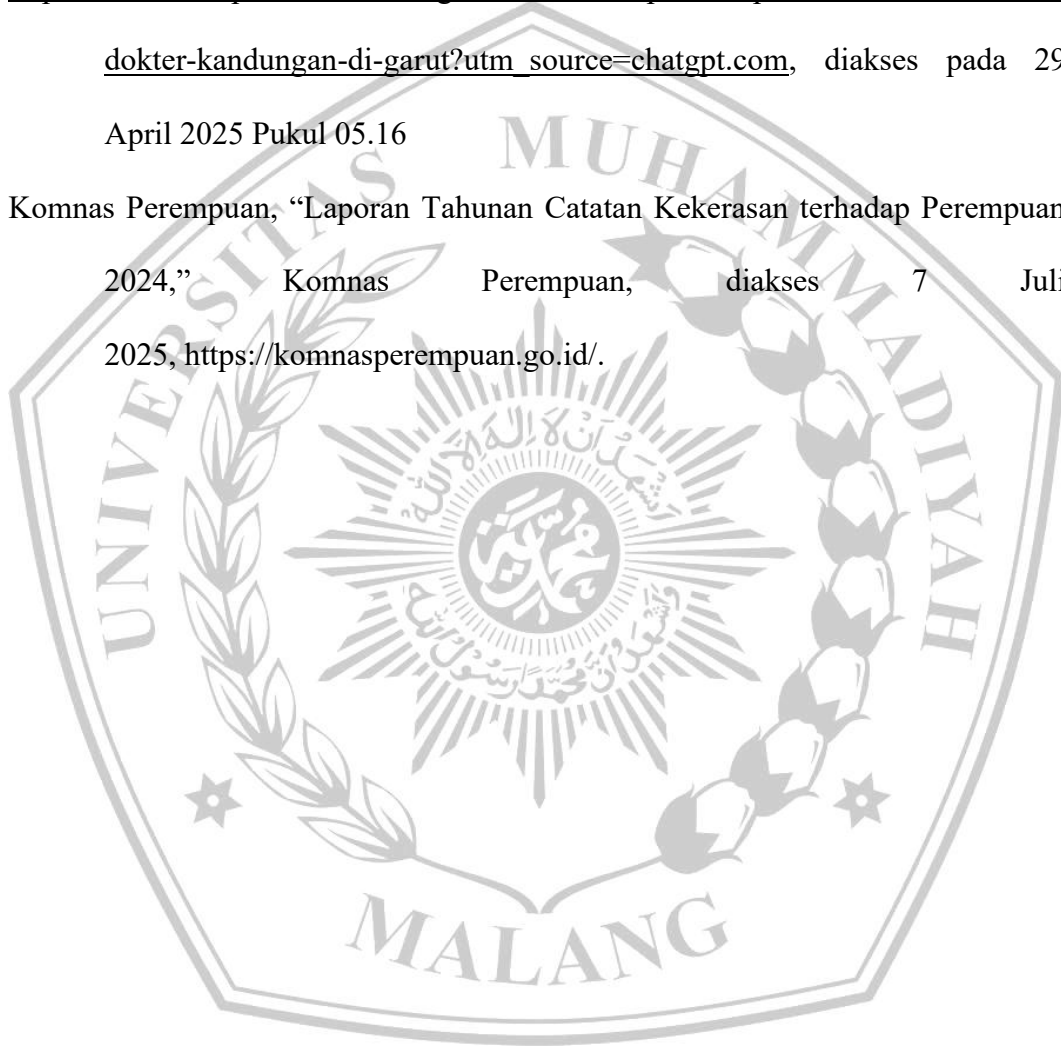 dokter-kandungan-di-garut?utm_source=chatgpt.com, diakses pada 29
April 2025 Pukul 05.16
Komnas Perempuan, “Laporan Tahunan Catatan Kekerasan terhadap Perempuan
2024,” Komnas Perempuan, diakses 7 Juli
2025, https://komnasperempuan.go.id/.
UNIVERSITAS MUHAMMADIYAH
MALANG